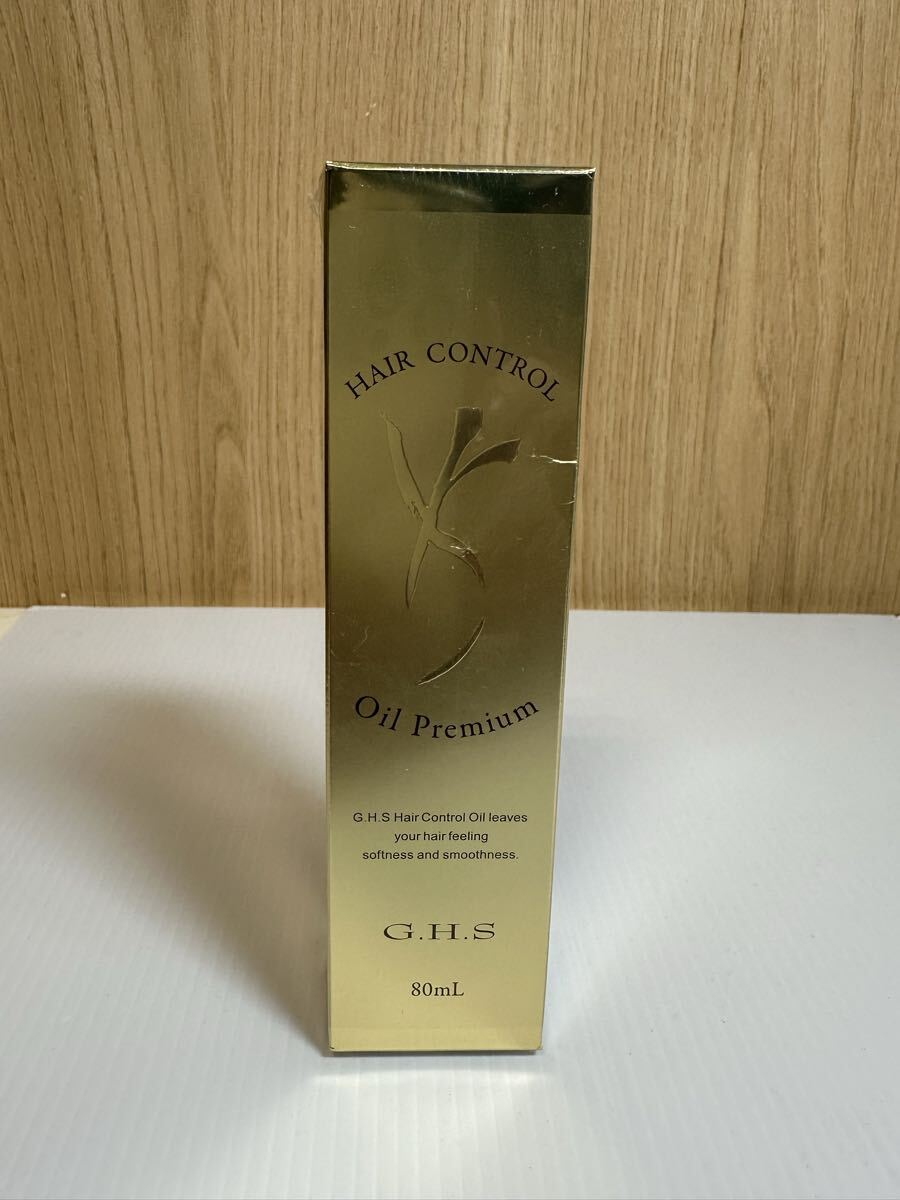 HAIR CONTROL
Oil Premium
G.H.S Hair Control Oil leaves
your hair feeling
softness and smoothness.
G.H.S
80mL